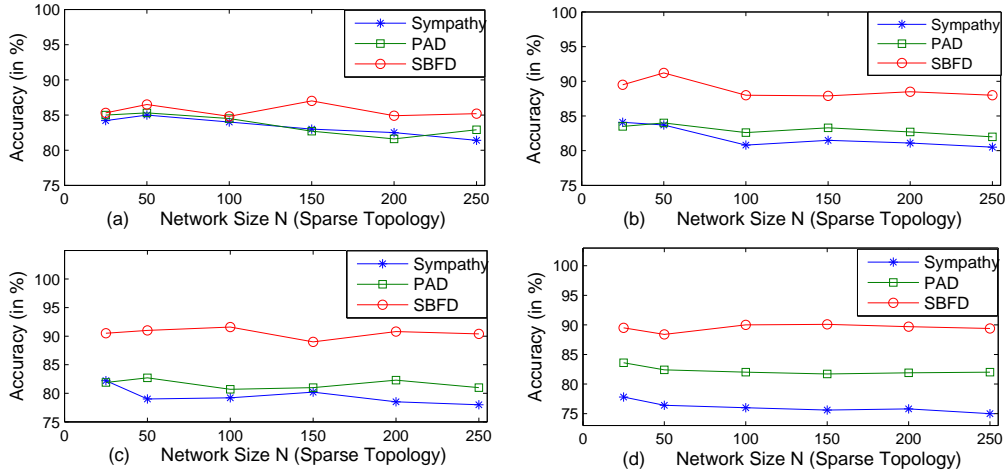 100
95
90
85
80
75
Accuracy (in %)
Sympathy
PAD
SBFD
0
50
100
150
200
250
(a)
Network Size N (Sparse Topology)
100
95
90
85
80
75
Accuracy (in %)
Sympathy
PAD
SBFD
0
50
100
150
200
250
(b)
Network Size N (Sparse Topology)
100
95
90
85
80
75
Accuracy (in %)
Sympathy
PAD
SBFD
0
50
100
150
200
250
(c)
Network Size N (Sparse Topology)
100
95
90
85
80
75
Accuracy (in %)
Sympathy
PAD
SBFD
0
50
100
150
200
250
(d)
Network Size N (Sparse Topology)